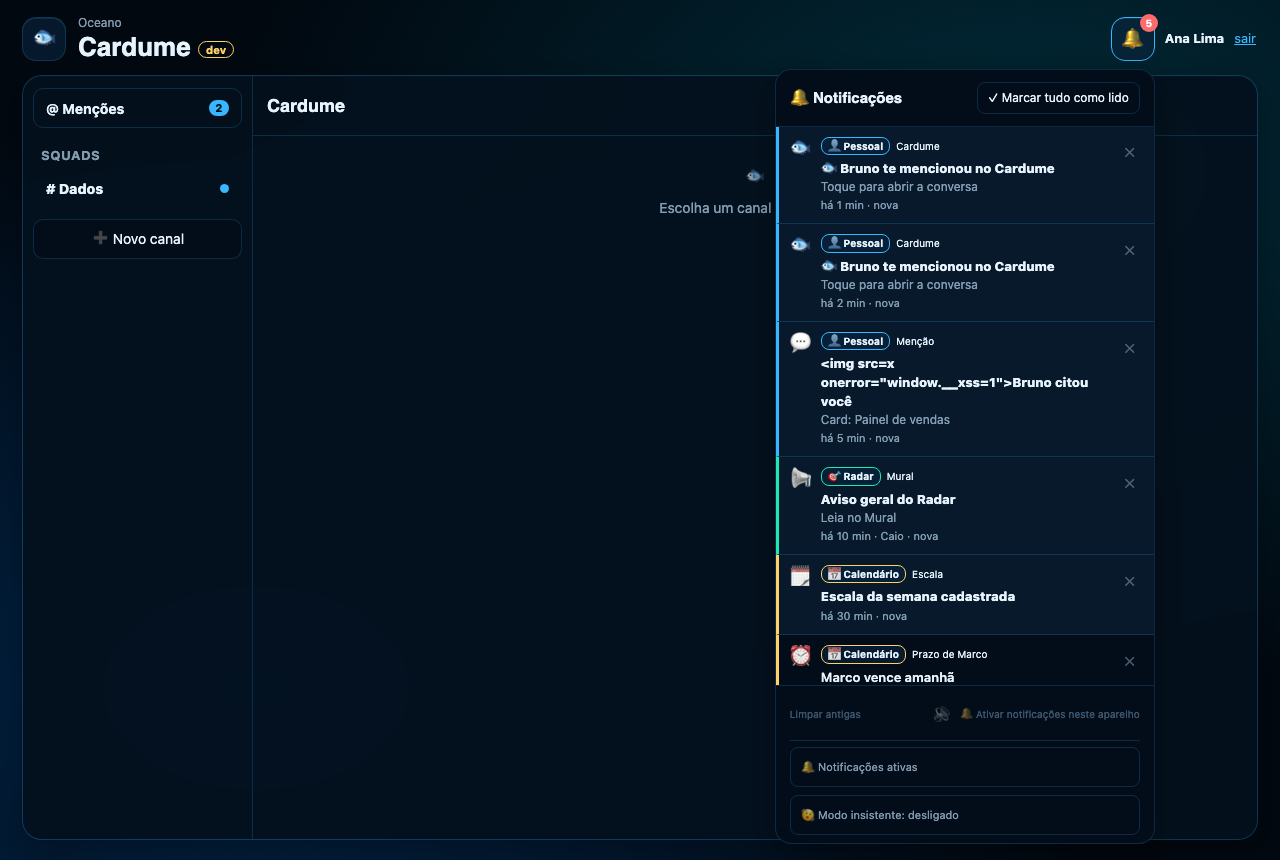 Oceano
Cardume dev
5
Ana Lima sair
@ Menções 2
SQUADS
# Dados
➕ Novo canal
Cardume
Escolha um canal
🔔 Notificações
✓ Marcar tudo como lido
👤 Pessoal Cardume
🐟 Bruno te mencionou no Cardume
Toque para abrir a conversa
há 1 min · nova
👤 Pessoal Cardume
🐟 Bruno te mencionou no Cardume
Toque para abrir a conversa
há 2 min · nova
👤 Pessoal Menção
<img src=x
onerror="window.__xss=1">Bruno citou
você
Card: Painel de vendas
há 5 min · nova
🎯 Radar Mural
Aviso geral do Radar
Leia no Mural
há 10 min · Caio · nova
📅 Calendário Escala
Escala da semana cadastrada
há 30 min · nova
📅 Calendário Prazo de Marco
Marco vence amanhã
Limpar antigas
🔔 Ativar notificações neste aparelho
🔔 Notificações ativas
Modo insistente: desligado